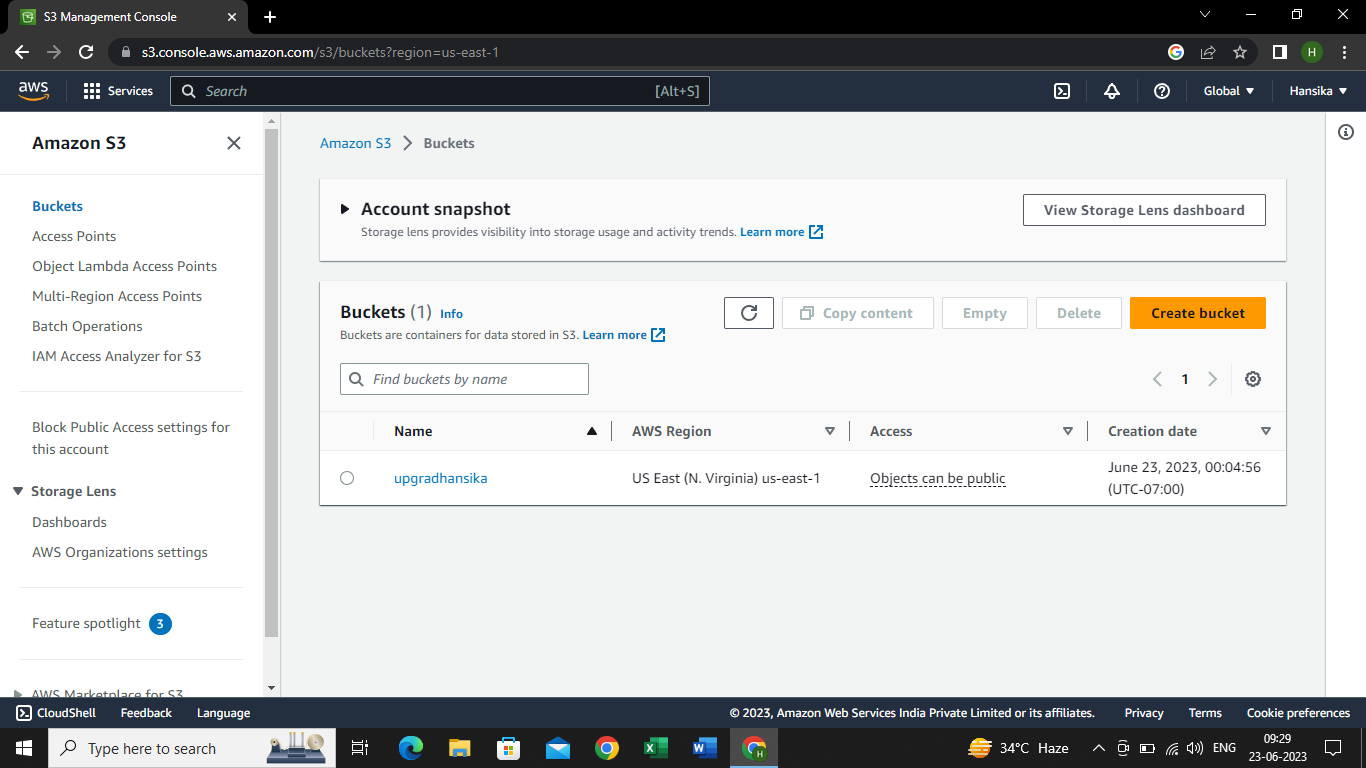 S3 Management Console
s3.console.aws.amazon.com/s3/buckets?region=us-east-1
H
aws
Services
Search
[Alt+S]
Global
Hansika
Amazon S3
Buckets
Access Points
Object Lambda Access Points
Multi-Region Access Points
Batch Operations
IAM Access Analyzer for S3
Block Public Access settings for
this account
Storage Lens
Dashboards
AWS Organizations settings
Feature spotlight 3
AWS Marketplace for S3
Amazon S3 > Buckets
Account snapshot
Storage lens provides visibility into storage usage and activity trends. Learn more
View Storage Lens dashboard
Buckets (1) Info
Buckets are containers for data stored in S3. Learn more
Copy content
Empty
Delete
Create bucket
Find buckets by name
1
Name
AWS Region
Access
Creation date
upgradhansika
US East (N. Virginia) us-east-1
Objects can be public
June 23, 2023, 00:04:56
(UTC-07:00)
CloudShell
Feedback
Language
© 2023, Amazon Web Services India Private Limited or its affiliates.
Privacy
Terms
Cookie preferences
Type here to search
34°C Haze
ENG
09:29
23-06-2023